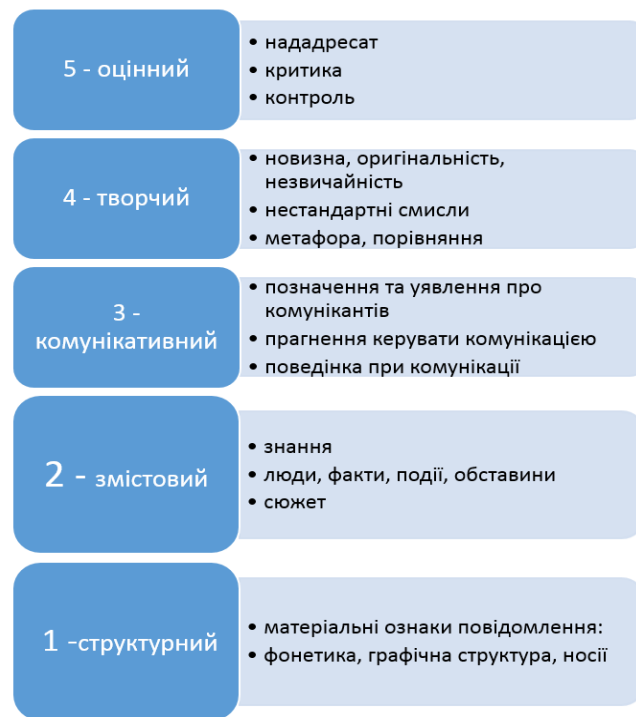 5 - оцінний
• нададресат
• критика
• контроль
4 - творчий
• новизна, оригінальність,
незвичайність
• нестандартні смисли
• метафора, порівняння
3 -
комунікативний
• позначення та уявлення про
комунікантів
• прагнення керувати комунікацією
• поведінка при комунікації
2 - змістовий
• знання
• люди, факти, події, обставини
• сюжет
1 -структурний
• матеріальні ознаки повідомлення:
• фонетика, графічна структура, носії